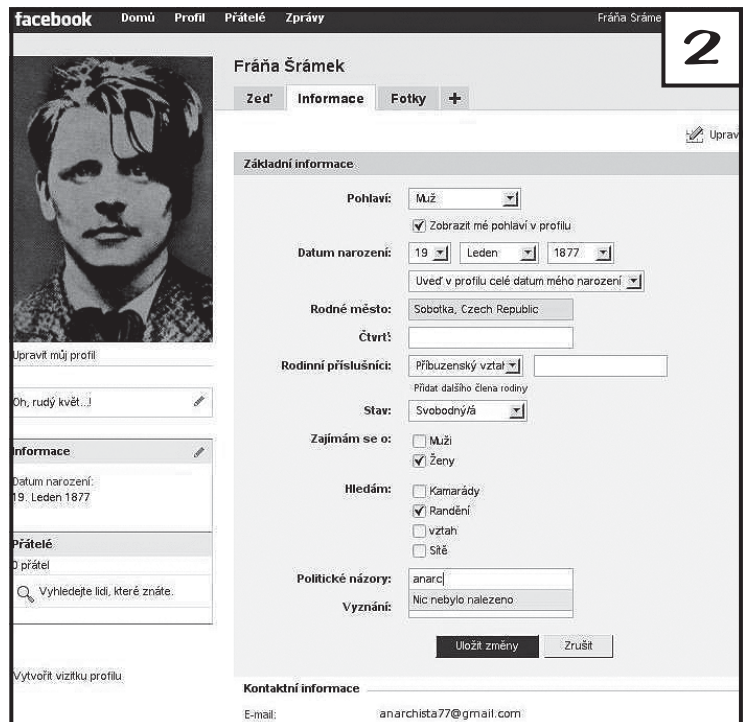 facebook Domů Profil Přátelé Zprávy Fráňa Sráme
2
Fráňa Šrámek
Zeď Informace Fotky +
Uprav
Základní informace
Pohlaví: Muž
Zobrazit mé pohlaví v profilu
Datum narození: 19 Leden 1877
Uveď v profilu celé datum mého narození
Rodné město: Sobotka, Czech Republic
Čtvrť:
Rodinní příslušníci: Příbuzenský vztah
Přidat dalšího člena rodiny
Stav: Svobodný/á
Zajímám se o: Muži
Ženy
Hledám: Kamarády
Randění
vztah
Sítě
Politické názory: anarc
Nic nebylo nalezeno
Vyznání:
Uložit změny Zrušit
Kontaktní informace
E-mail: anarchista77@gmail.com
Upravit můj profil
Oh, rudý květ...!
Informace
Datum narození:
19. Leden 1877
Přátelé
0 přátel
Vyhledejte lidi, které znáte.
Vytvořit vizitku profilu